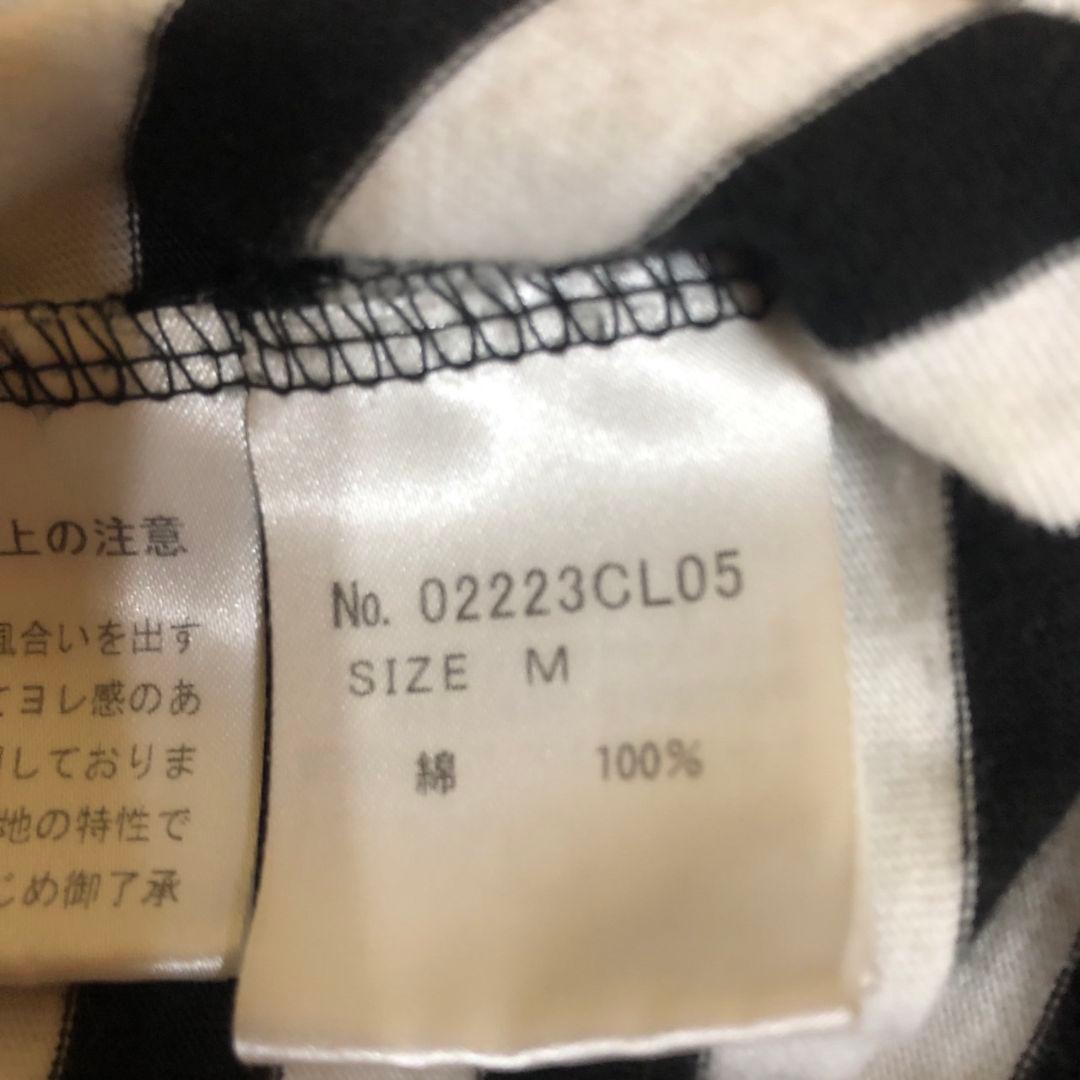 上の注意
風合いを出す
てヨレ感のあ
しておりま
地の特性で
じめ御了承
No. 02223CL05
SIZE M
綿 100%